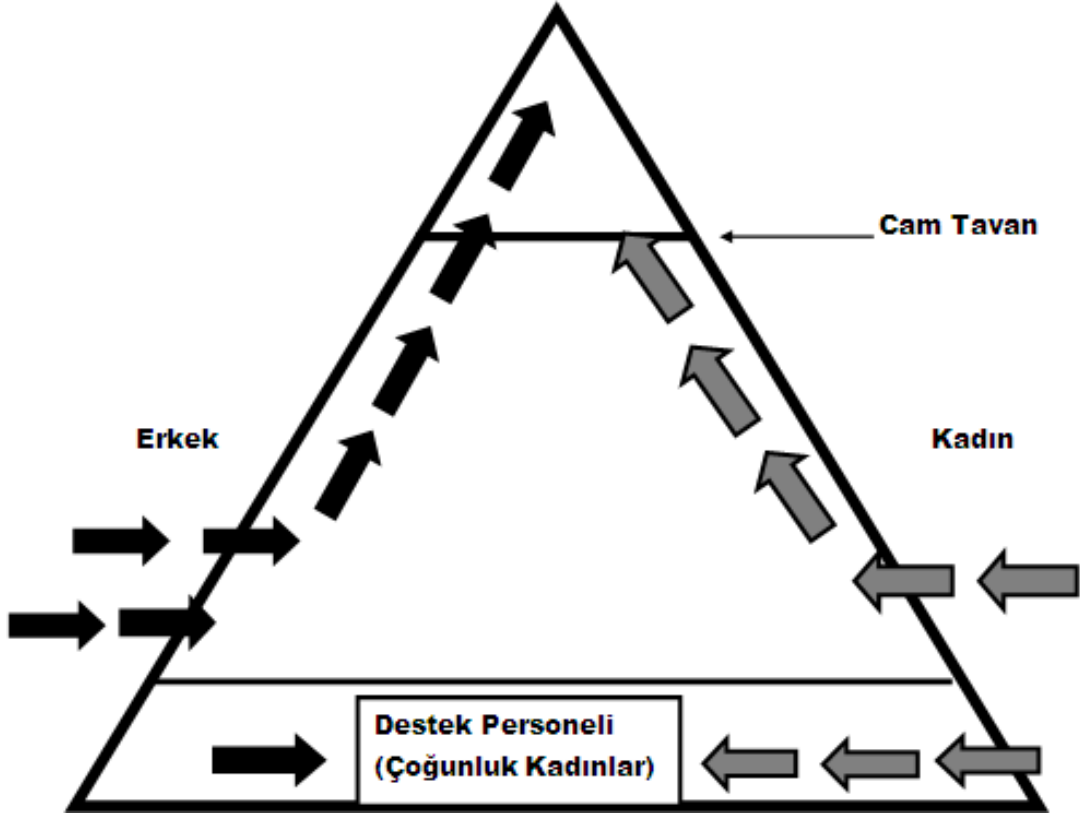 Cam Tavan
Erkek
Kadın
Destek Personeli
(Çoğunluk Kadınlar)